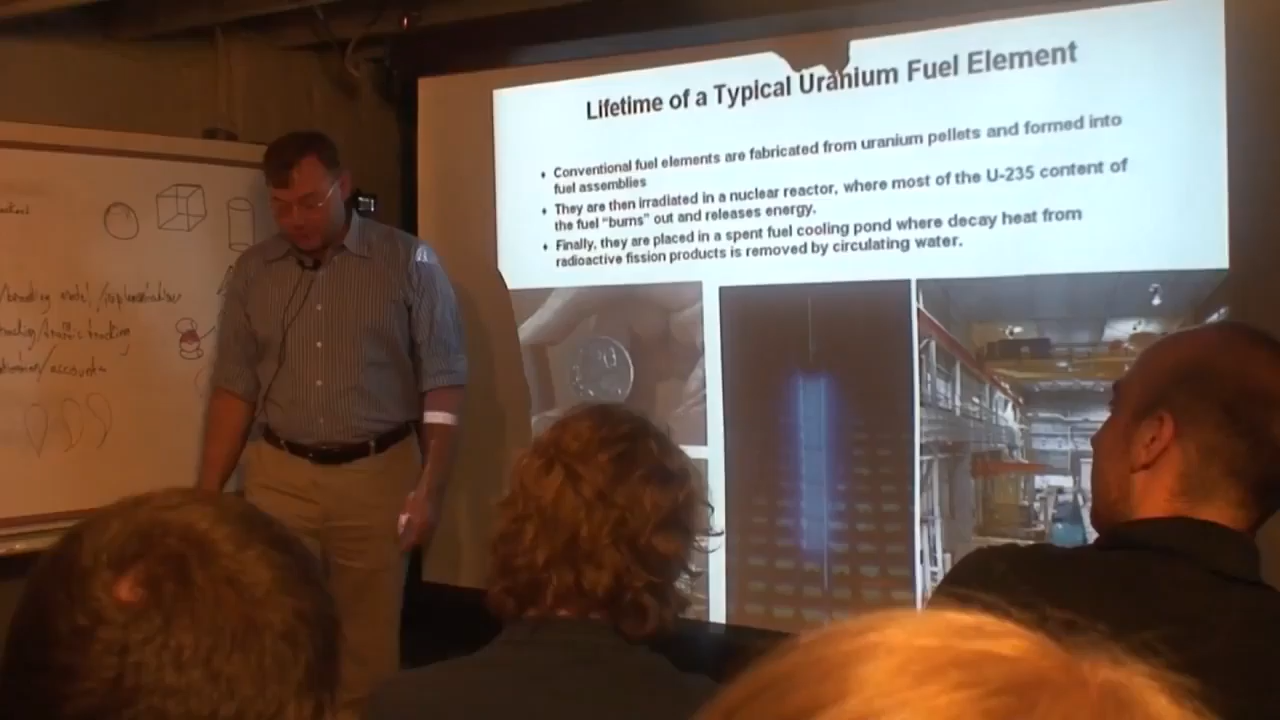 Lifetime of a Typical Uranium Fuel Element
♦ Conventional fuel elements are fabricated from uranium pellets and formed into
fuel assemblies
♦ They are then irradiated in a nuclear reactor, where most of the U-235 content of
the fuel "burns" out and releases energy.
♦ Finally, they are placed in a spent fuel cooling pond where decay heat from
radioactive fission products is removed by circulating water.